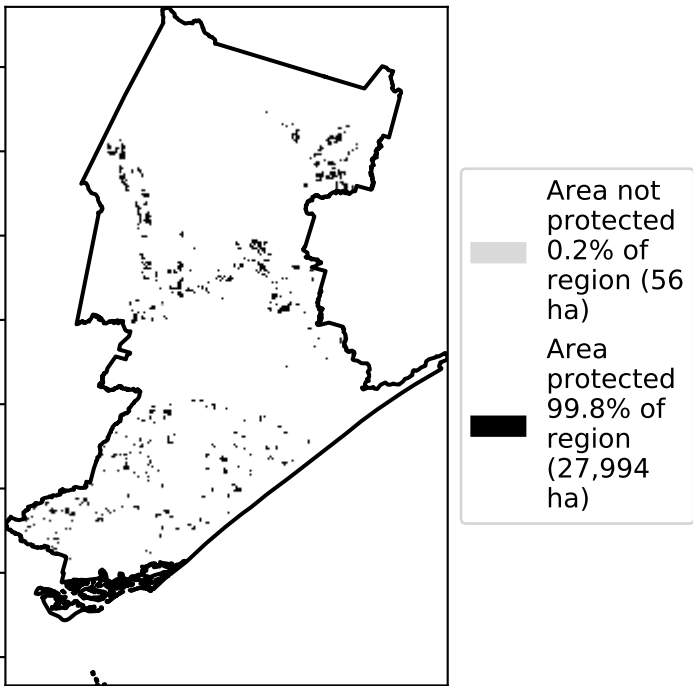 Area not
protected
0.2% of
region (56
ha)
Area
protected
99.8% of
region
(27,994
ha)